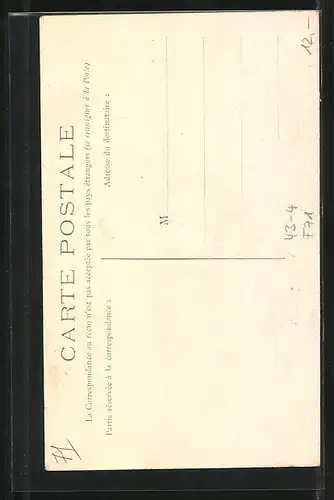 CARTE POSTALE
La Correspondance au recto n'est pas acceptée par tous les pays étrangers (se renseigner à la Poste)
Partie réservée à la correspondance :
Adresse du destinataire :
M
12,-
43-4
F71